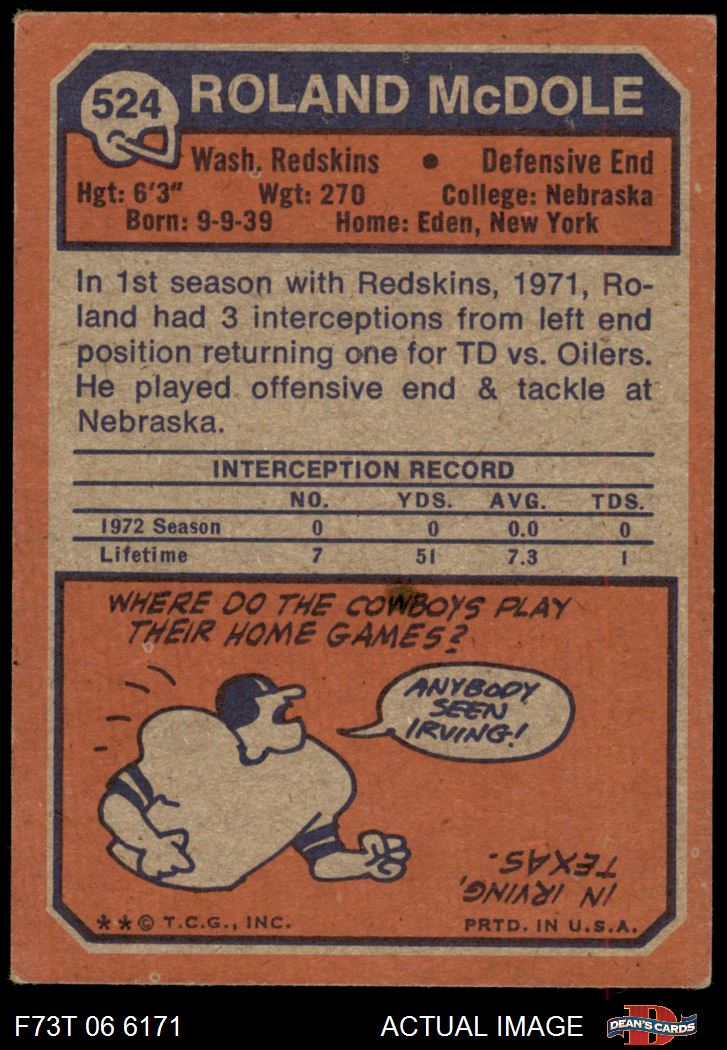 524 ROLAND McDOLE
Wash. Redskins • Defensive End
Hgt: 6'3" Wgt: 270 College: Nebraska
Born: 9-9-39 Home: Eden, New York
In 1st season with Redskins, 1971, Ro-
land had 3 interceptions from left end
position returning one for TD vs. Oilers.
He played offensive end & tackle at
Nebraska.
INTERCEPTION RECORD
NO. YDS. AVG. TDS.
1972 Season 0 0 0.0 0
Lifetime 7 51 7.3 1
WHERE DO THE COWBOYS PLAY
THEIR HOME GAMES?
ANYBODY
SEEN
IRVING!
IN IRVING,
TEXAS.
**© T.C.G., INC. PRTD. IN U.S.A.
F73T 06 6171 ACTUAL IMAGE D
DEAN'S CARDS